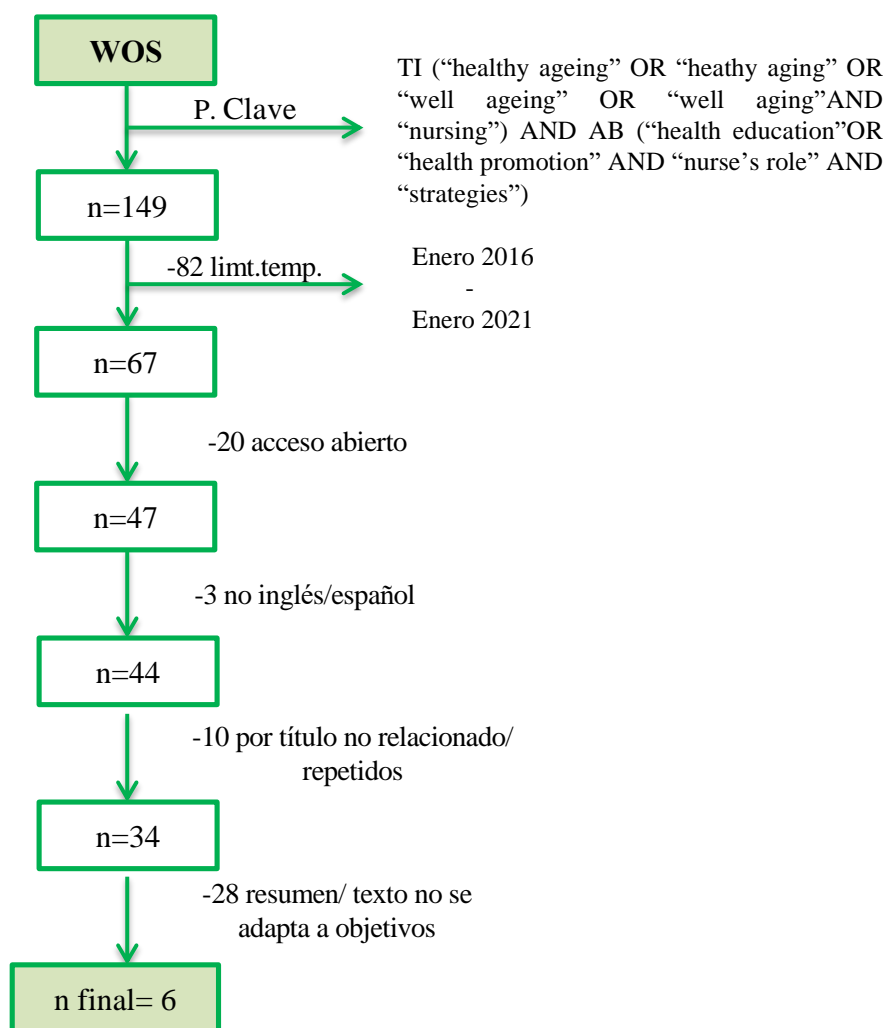 WOS
P. Clave
TI (“healthy ageing” OR “heathy aging” OR
“well ageing” OR “well aging”AND
“nursing”) AND AB (“health education”OR
“health promotion” AND “nurse’s role” AND
“strategies”)
n=149
-82 limt.temp.
Enero 2016
-
Enero 2021
n=67
-20 acceso abierto
n=47
-3 no inglés/español
n=44
-10 por título no relacionado/
repetidos
n=34
-28 resumen/ texto no se
adapta a objetivos
n final= 6